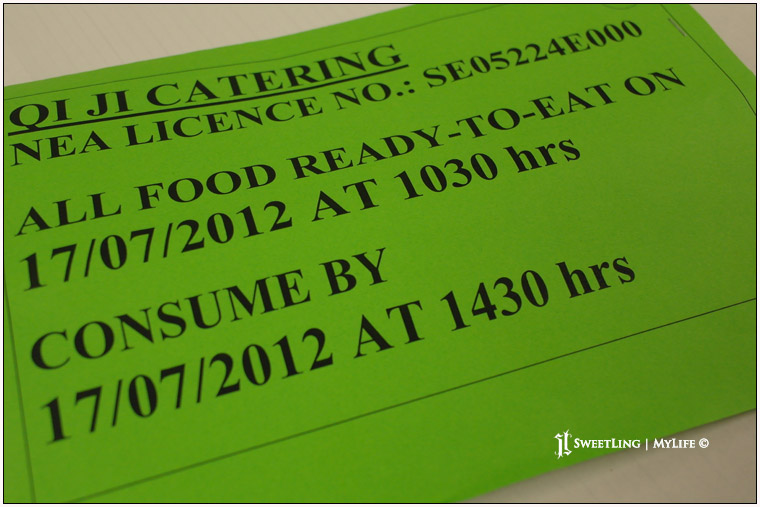 QI JI CATERING
NEA LICENCE NO.: SE05224E000
ALL FOOD READY-TO-EAT ON
17/07/2012 AT 1030 hrs
CONSUME BY
17/07/2012 AT 1430 hrs
SWEETLING | MYLIFE ©